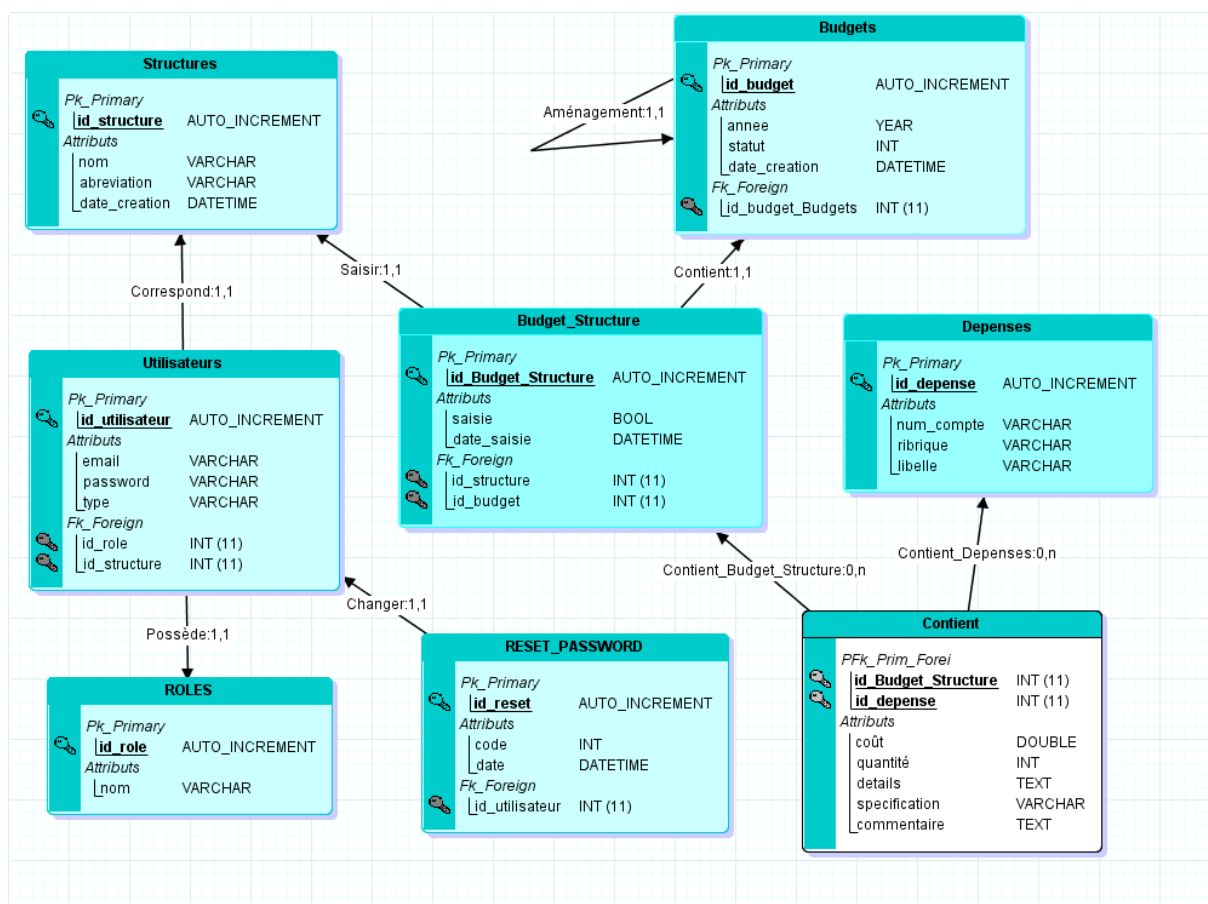 Structures
Pk_Primary
id_structure AUTO_INCREMENT
Attributs
nom VARCHAR
abreviation VARCHAR
date_creation DATETIME
Budgets
Pk_Primary
id_budget AUTO_INCREMENT
Attributs
annee YEAR
statut INT
date_creation DATETIME
Fk_Foreign
id_budget_Budgets INT (11)
Aménagement:1,1
Saisir:1,1
Contient:1,1
Correspond:1,1
Utilisateurs
Pk_Primary
id_utilisateur AUTO_INCREMENT
Attributs
email VARCHAR
password VARCHAR
type VARCHAR
Fk_Foreign
id_role INT (11)
id_structure INT (11)
Budget_Structure
Pk_Primary
id_Budget_Structure AUTO_INCREMENT
Attributs
saisie BOOL
date_saisie DATETIME
Fk_Foreign
id_structure INT (11)
id_budget INT (11)
Depenses
Pk_Primary
id_depense AUTO_INCREMENT
Attributs
num_compte VARCHAR
ribrique VARCHAR
libelle VARCHAR
Contient_Depenses:0,n
Contient_Budget_Structure:0,n
Changer:1,1
Possède:1,1
ROLES
Pk_Primary
id_role AUTO_INCREMENT
Attributs
nom VARCHAR
RESET_PASSWORD
Pk_Primary
id_reset AUTO_INCREMENT
Attributs
code INT
date DATETIME
Fk_Foreign
id_utilisateur INT (11)
Contient
PFk_Prim_Forei
id_Budget_Structure INT (11)
id_depense INT (11)
Attributs
coût DOUBLE
quantité INT
details TEXT
specification VARCHAR
commentaire TEXT